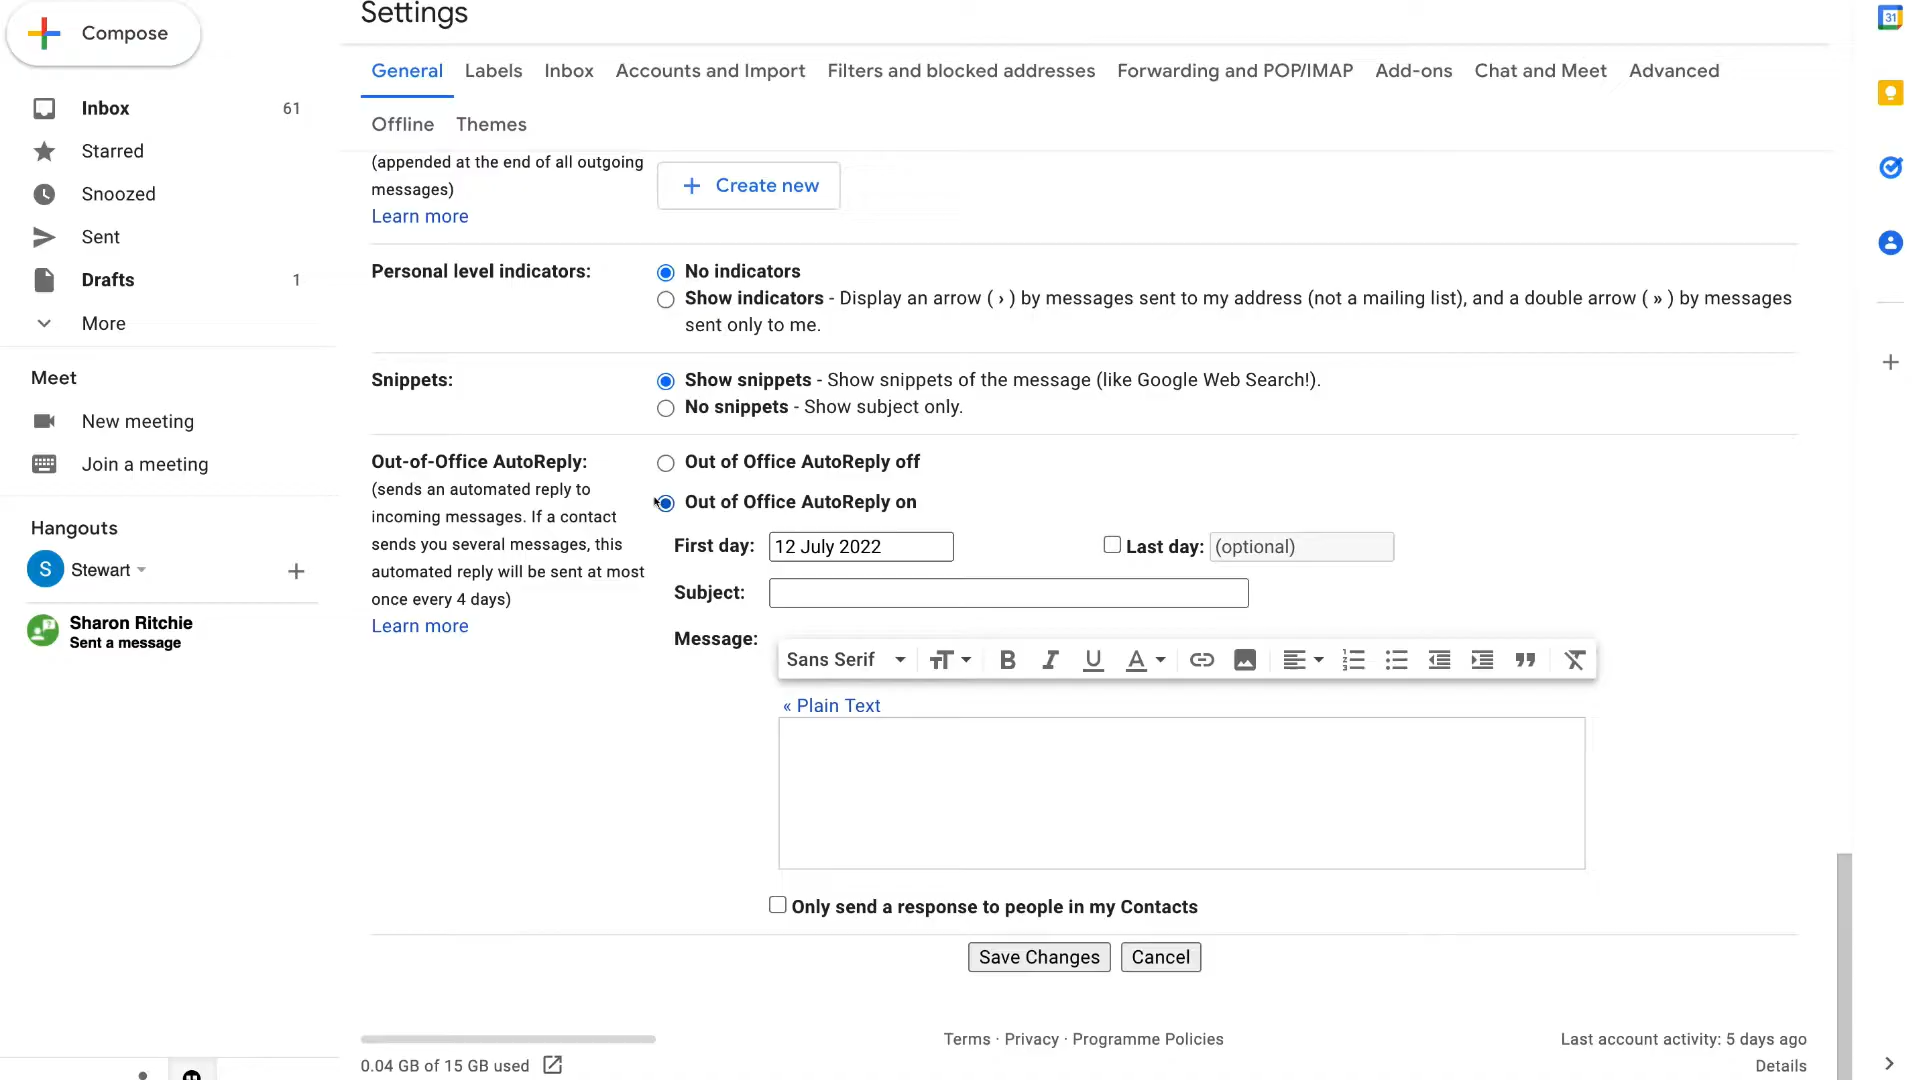 Settings
Compose
General Labels Inbox Accounts and Import Filters and blocked addresses Forwarding and POP/IMAP Add-ons Chat and Meet Advanced
Offline Themes
Inbox 61
Starred
Snoozed
Sent
Drafts 1
More
Meet
New meeting
Join a meeting
Hangouts
S Stewart
Sharon Ritchie
Sent a message
(appended at the end of all outgoing
messages)
Learn more
Create new
Personal level indicators:
No indicators
Show indicators - Display an arrow ( › ) by messages sent to my address (not a mailing list), and a double arrow ( » ) by messages
sent only to me.
Snippets:
Show snippets - Show snippets of the message (like Google Web Search!).
No snippets - Show subject only.
Out-of-Office AutoReply:
(sends an automated reply to
incoming messages. If a contact
sends you several messages, this
automated reply will be sent at most
once every 4 days)
Learn more
Out of Office AutoReply off
Out of Office AutoReply on
First day: 12 July 2022 Last day: (optional)
Subject:
Message:
Sans Serif
« Plain Text
Only send a response to people in my Contacts
Save Changes Cancel
Terms · Privacy · Programme Policies
Last account activity: 5 days ago
0.04 GB of 15 GB used
Details
31